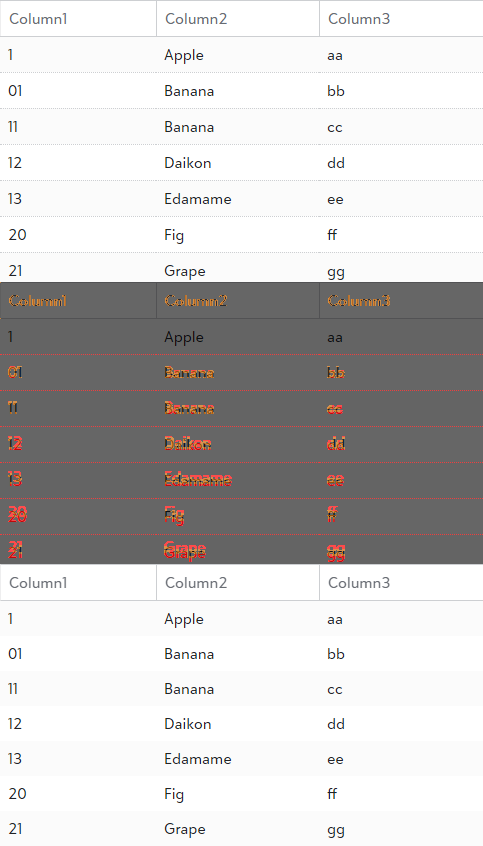 Column1 Column2 Column3
1 Apple aa
01 Banana bb
11 Banana cc
12 Daikon dd
13 Edamame ee
20 Fig ff
21 Grape gg
Column1 Column2 Column3
1 Apple aa
01 Banana bb
11 Banana cc
12 Daikon dd
13 Edamame ee
20 Fig ff
21 Grape gg
Column1 Column2 Column3
1 Apple aa
01 Banana bb
11 Banana cc
12 Daikon dd
13 Edamame ee
20 Fig ff
21 Grape gg